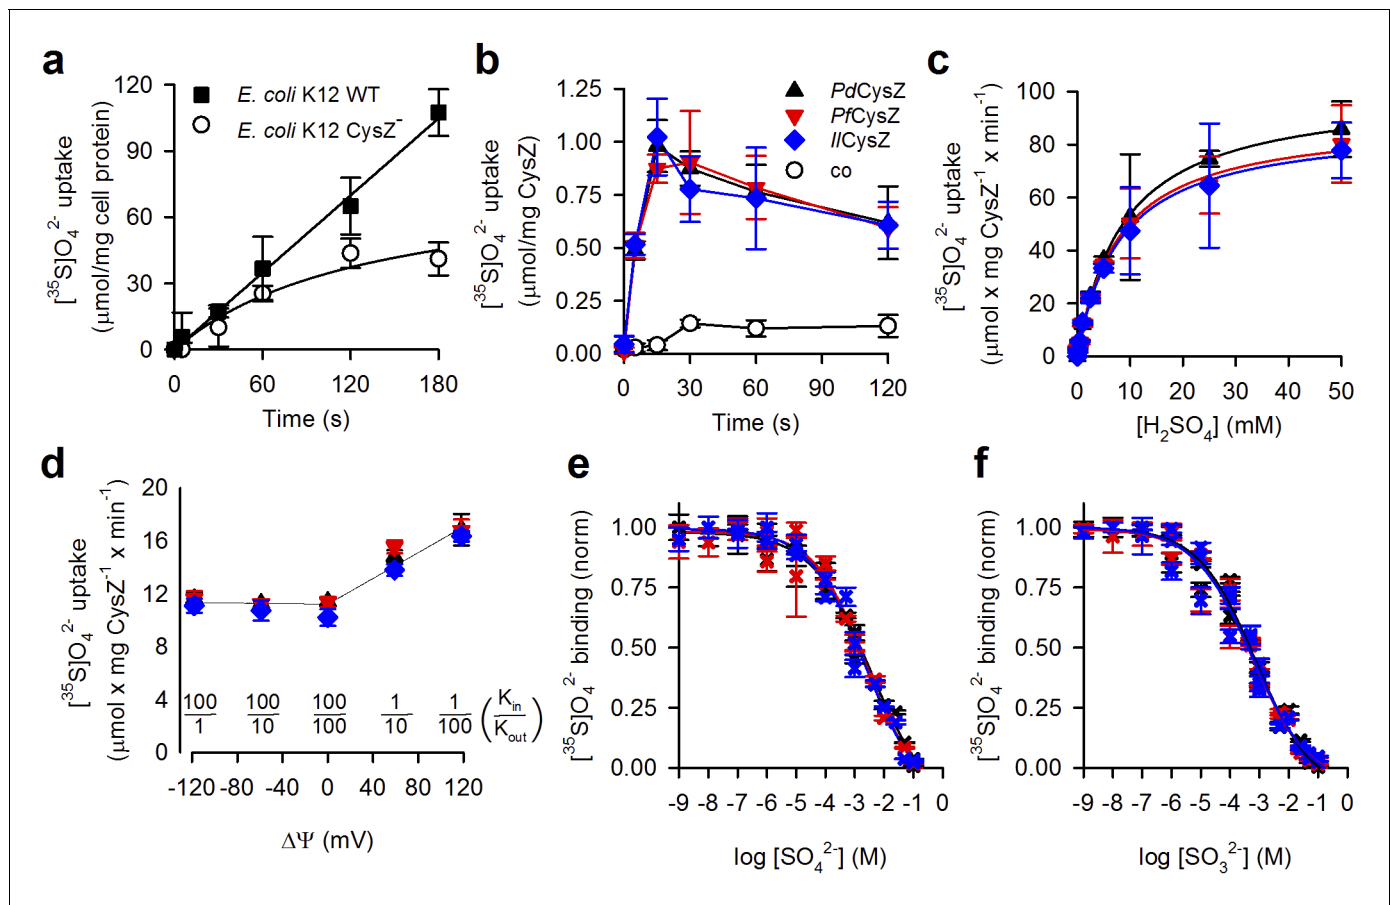 a
[³⁵S]O₄²⁻ uptake
(μmol/mg cell protein)
120
90
60
30
0
E. coli K12 WT
E. coli K12 CysZ⁻
0 60 120 180
Time (s)
b
[³⁵S]O₄²⁻ uptake
(μmol/mg CysZ)
1.25
1.00
0.75
0.50
0.25
0.00
PdCysZ
PfCysZ
IlCysZ
co
0 30 60 90 120
Time (s)
c
[³⁵S]O₄²⁻ uptake
(μmol x mg CysZ⁻¹ x min⁻¹)
100
80
60
40
20
0
0 10 20 30 40 50
[H₂SO₄] (mM)
d
[³⁵S]O₄²⁻ uptake
(μmol x mg CysZ⁻¹ x min⁻¹)
20
16
12
8
4
0
100/1 100/10 100/100 1/10 1/100 (K_in/K_out)
-120 -80 -40 0 40 80 120
ΔΨ (mV)
e
[³⁵S]O₄²⁻ binding (norm)
1.00
0.75
0.50
0.25
0.00
-9 -8 -7 -6 -5 -4 -3 -2 -1 0
log [SO₄²⁻] (M)
f
[³⁵S]O₄²⁻ binding (norm)
1.00
0.75
0.50
0.25
0.00
-9 -8 -7 -6 -5 -4 -3 -2 -1 0
log [SO₃²⁻] (M)